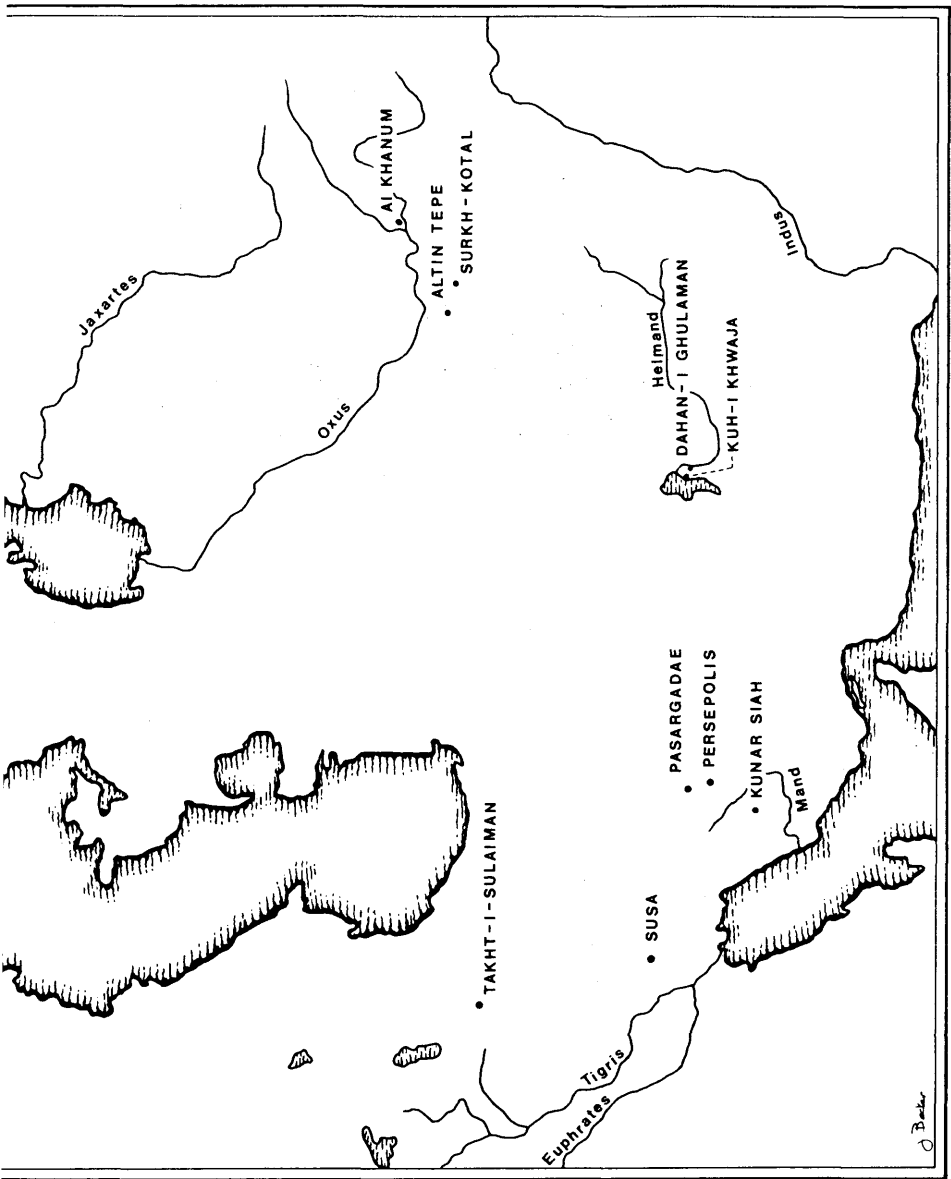 Jaxartes
Oxus
AI KHANUM
ALTIN TEPE
SURKH-KOTAL
TAKHT-I-SULAIMAN
Euphrates
Tigris
SUSA
Helmand
PASARGADAE
DAHAN-I GHULAMAN
PERSEPOLIS
KUH-I KHWAJA
KUNAR SIAH
Indus
Mand
J Becker